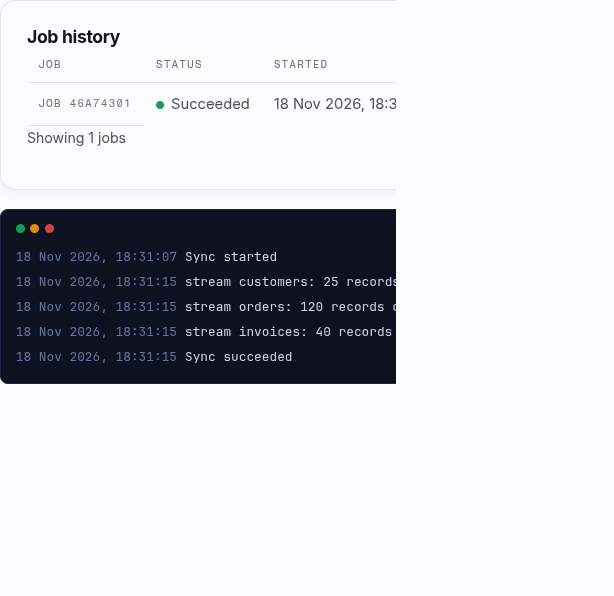 Job history
JOB STATUS STARTED
JOB 46A74301 Succeeded 18 Nov 2026, 18:3
Showing 1 jobs
18 Nov 2026, 18:31:07 Sync started
18 Nov 2026, 18:31:15 stream customers: 25 records
18 Nov 2026, 18:31:15 stream orders: 120 records
18 Nov 2026, 18:31:15 stream invoices: 40 records
18 Nov 2026, 18:31:15 Sync succeeded